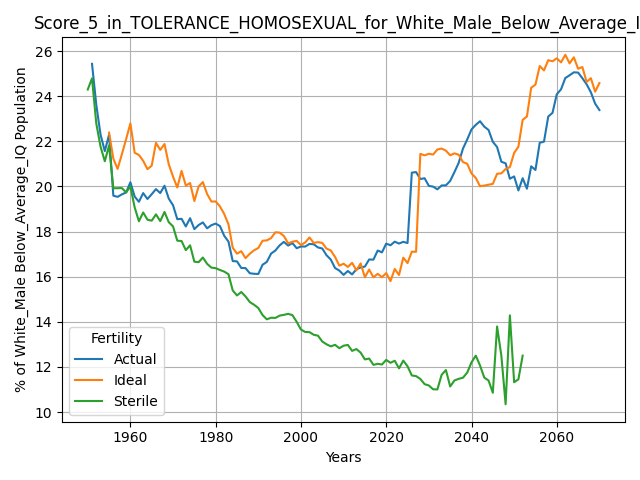 Score_5_in_TOLERANCE_HOMOSEXUAL_for_White_Male_Below_Average_I
% of White_Male Below_Average_IQ Population
26
24
22
20
18
16
14
12
10
Fertility
Actual
Ideal
Sterile
1960 1980 2000 2020 2040 2060
Years